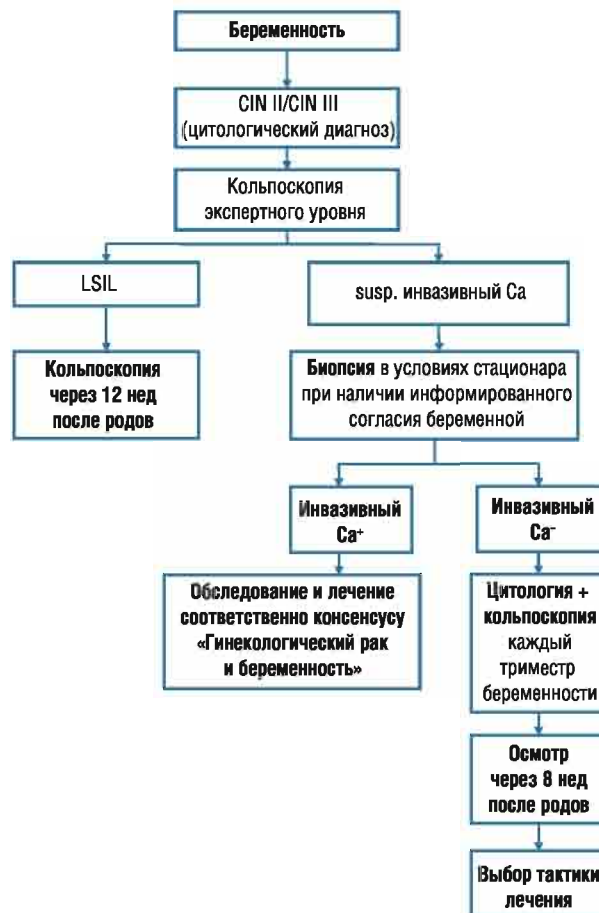 Беременность
CIN II/CIN III
(цитологический диагноз)
Кольпоскопия
экспертного уровня
LSIL
susp. инвазивный Ca
Кольпоскопия
через 12 нед
после родов
Биопсия в условиях стационара
при наличии информированного
согласия беременной
Инвазивный
Ca⁺
Инвазивный
Ca⁻
Обследование и лечение
соответственно консенсусу
«Гинекологический рак
и беременность»
Цитология +
кольпоскопия
каждый
триместр
беременности
Осмотр
через 8 нед
после родов
Выбор тактики
лечения